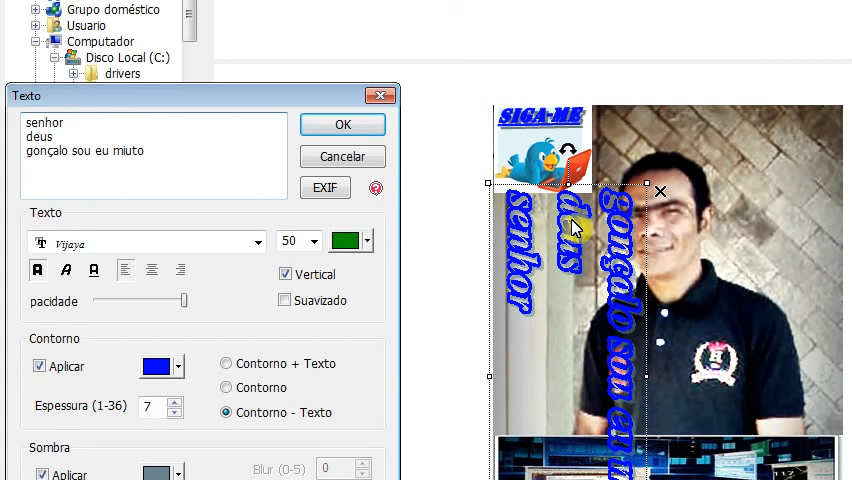 Grupo doméstico
Usuario
Computador
Disco Local (C:)
drivers
Texto
senhor
deus
gonçalo sou eu miuto
OK
Cancelar
EXIF
Texto
Vijaya
50
Vertical
Suavizado
pacidade
Contorno
Aplicar
Contorno + Texto
Contorno
Espessura (1-36)
7
Contorno - Texto
Sombra
Aplicar
Blur (0-5)
0
SIGA-ME
senhor
deus
gonçalo sou eu m